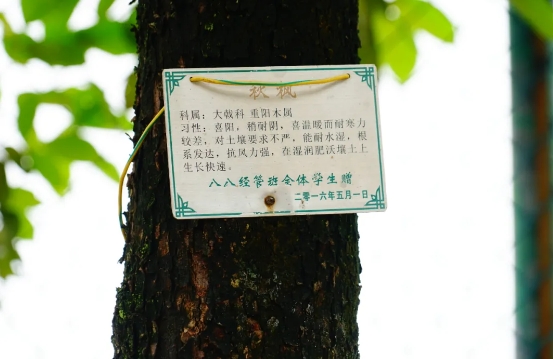 秋枫
科属：大戟科 重阳木属
习性：喜阳，稍耐阴，喜温暖而耐寒力
较差，对土壤要求不严，能耐水湿，根
系发达，抗风力强，在湿润肥沃壤土上
生长快速。
八八经管班全体学生赠
二零一六年五月一日